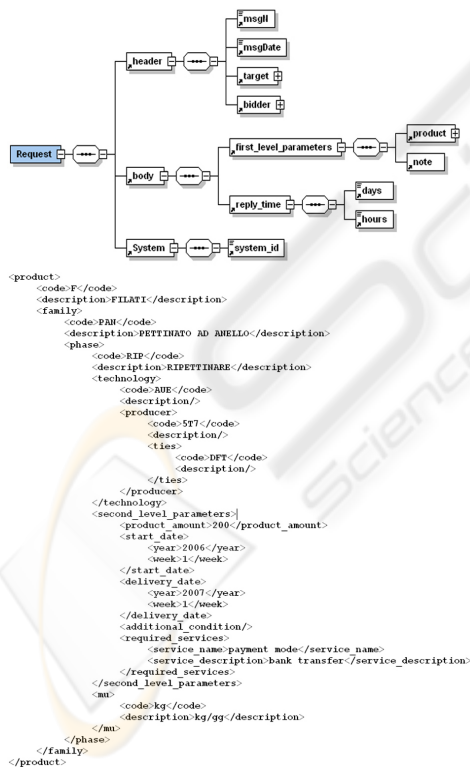 msgII
msgDate
header
target
bidder
Request
product
first_level_parameters
note
body
days
reply_time
hours
System
system_id
<product>
<code>F</code>
<description>FILATI</description>
<family>
<code>PAN</code>
<description>PETTINATO AD ANELLO</description>
<phase>
<code>RIP</code>
<description>RIPETTINARE</description>
<technology>
<code>AUE</code>
<description/>
<producer>
<code>5T7</code>
<description/>
<ties>
<code>DFT</code>
<description/>
</ties>
</producer>
</technology>
<second_level_parameters>
<product_amount>200</product_amount>
<start_date>
<year>2006</year>
<week>1</week>
</start_date>
<delivery_date>
<year>2007</year>
<week>1</week>
</delivery_date>
<additional_condition/>
<required_services>
<service_name>payment mode</service_name>
<service_description>bank transfer</service_description>
</required_services>
</second_level_parameters>
<mu>
<code>kg</code>
<description>kg/gg</description>
</mu>
</phase>
</family>
</product>